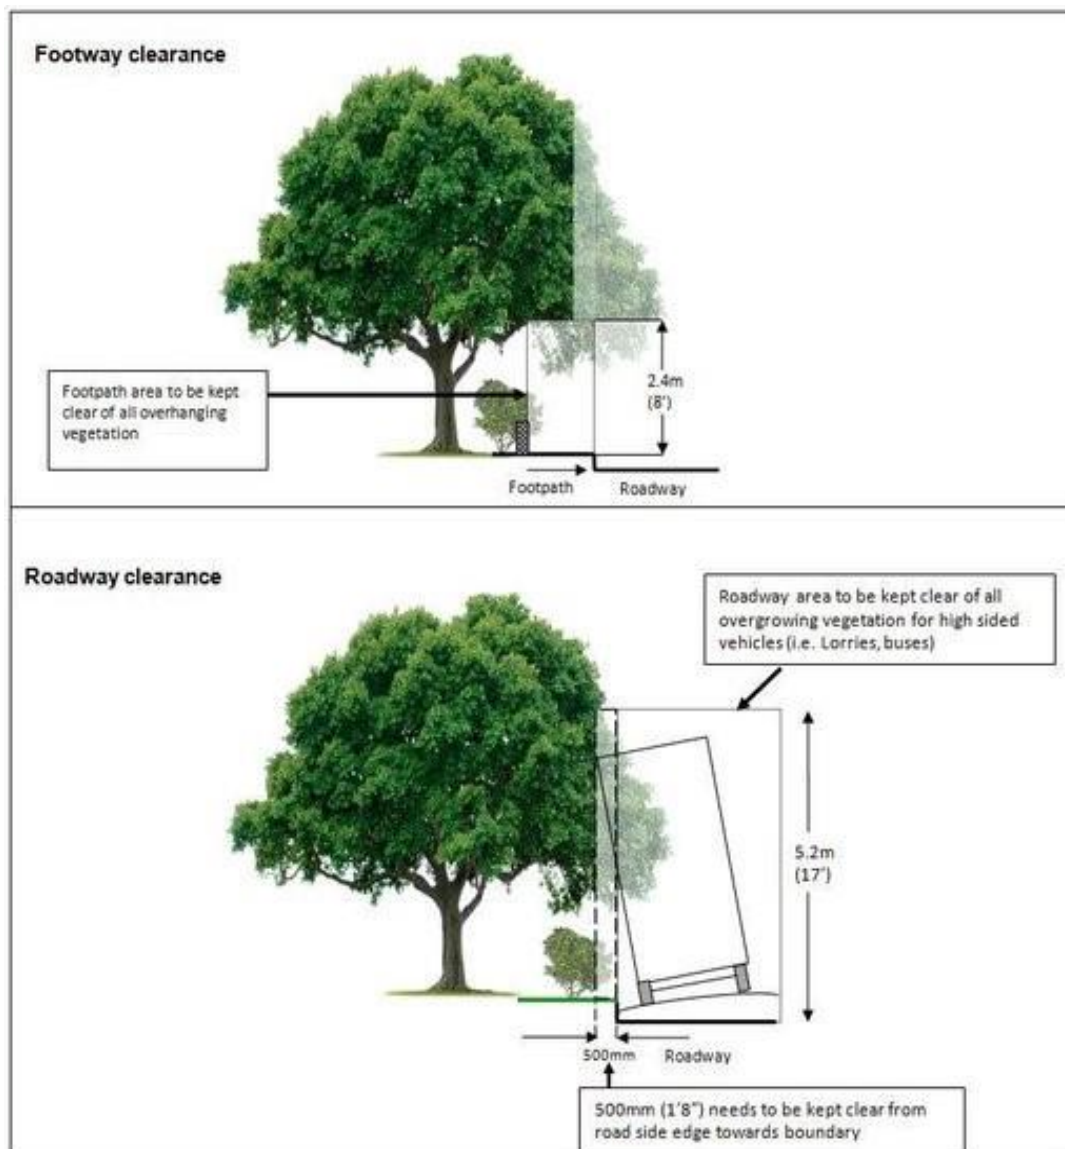 Footway clearance
Footpath area to be kept
clear of all overhanging
vegetation
2.4m
(8')
Footpath
Roadway
Roadway clearance
Roadway area to be kept clear of all
overgrowing vegetation for high sided
vehicles (i.e. Lorries, buses)
5.2m
(17')
500mm
Roadway
500mm (1'8") needs to be kept clear from
road side edge towards boundary